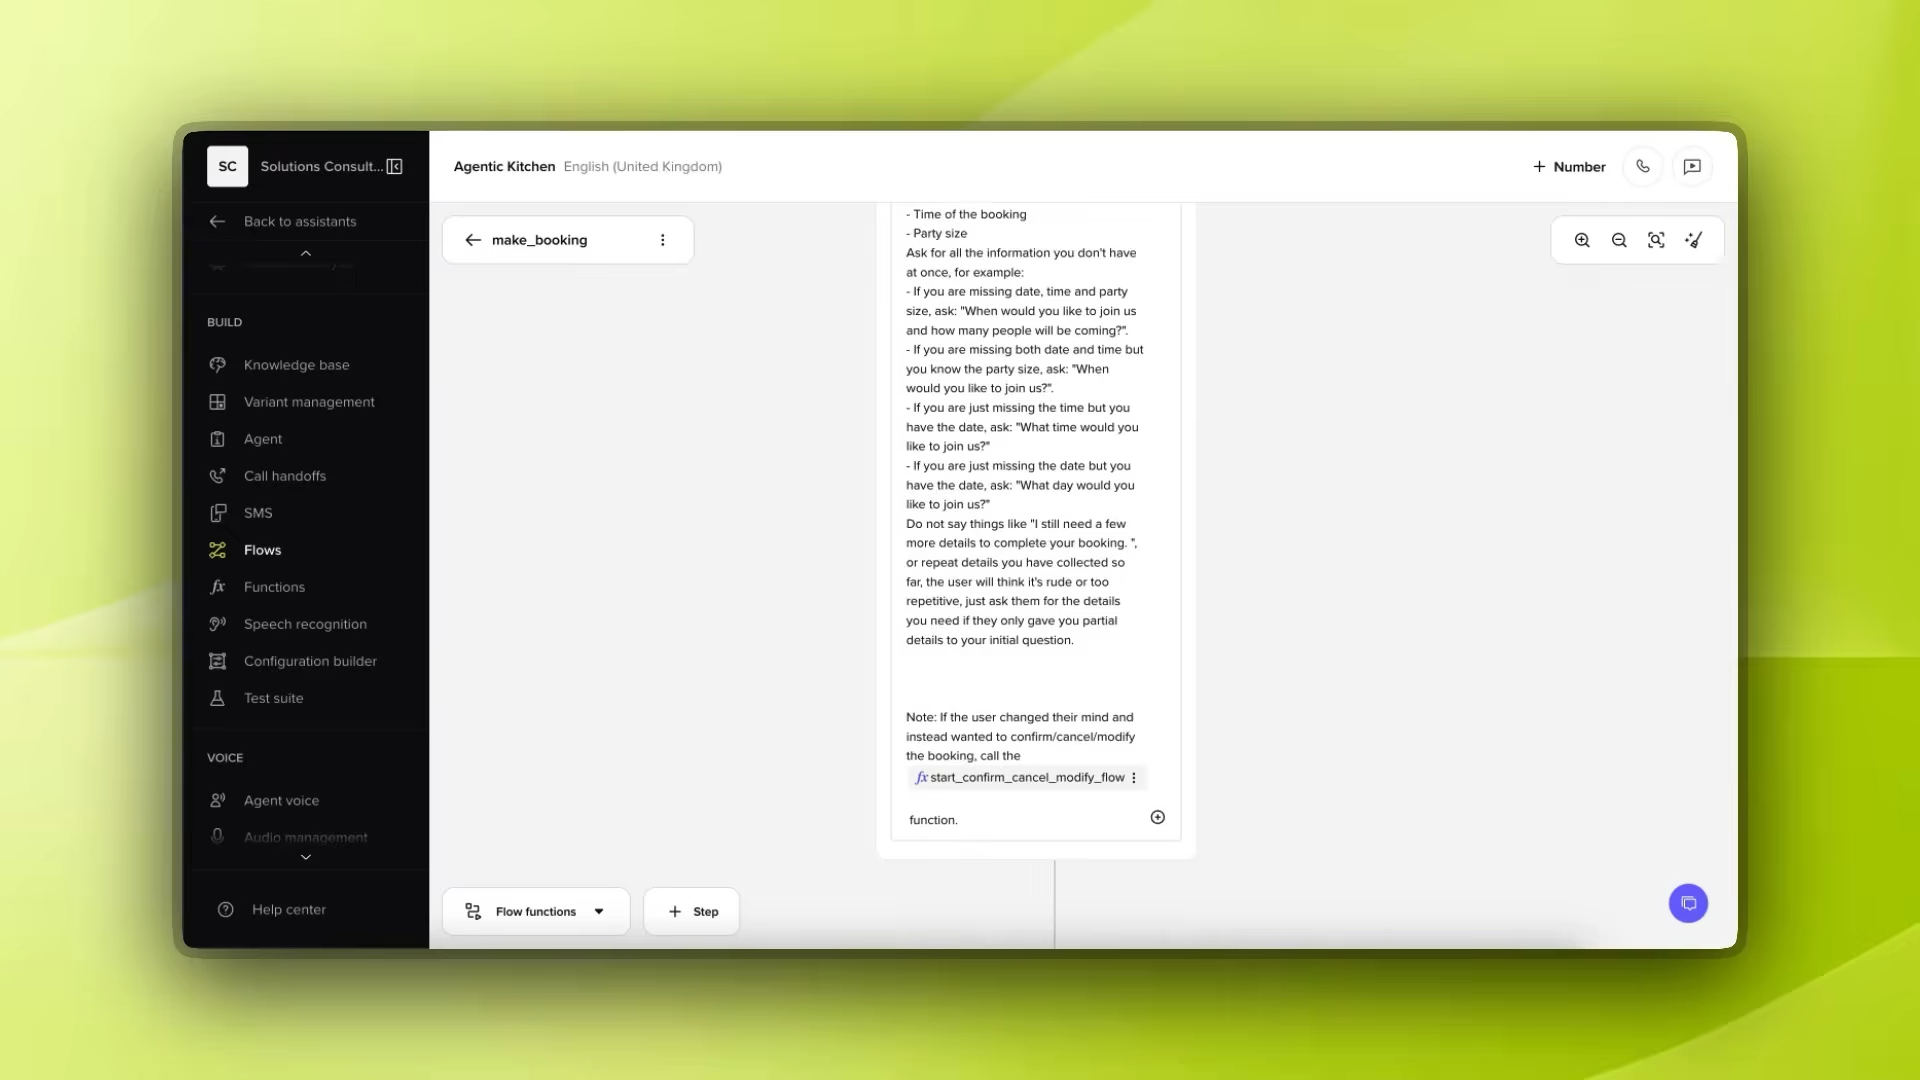 SC
Solutions Consult...
Back to assistants
BUILD
Knowledge base
Variant management
Agent
Call handoffs
SMS
Flows
fx Functions
Speech recognition
Configuration builder
Test suite
VOICE
Agent voice
Audio management
Help center
Agentic Kitchen English (United Kingdom)
+ Number
make_booking
- Time of the booking
- Party size
Ask for all the information you don't have
at once, for example:
- If you are missing date, time and party
size, ask: "When would you like to join us
and how many people will be coming?".
- If you are missing both date and time but
you know the party size, ask: "When
would you like to join us?".
- If you are just missing the time but you
have the date, ask: "What time would you
like to join us?"
- If you are just missing the date but you
have the date, ask: "What day would you
like to join us?"
Do not say things like "I still need a few
more details to complete your booking. ",
or repeat details you have collected so
far, the user will think it's rude or too
repetitive, just ask them for the details
you need if they only gave you partial
details to your initial question.
Note: If the user changed their mind and
instead wanted to confirm/cancel/modify
the booking, call the
fx start_confirm_cancel_modify_flow
function.
Flow functions
+ Step